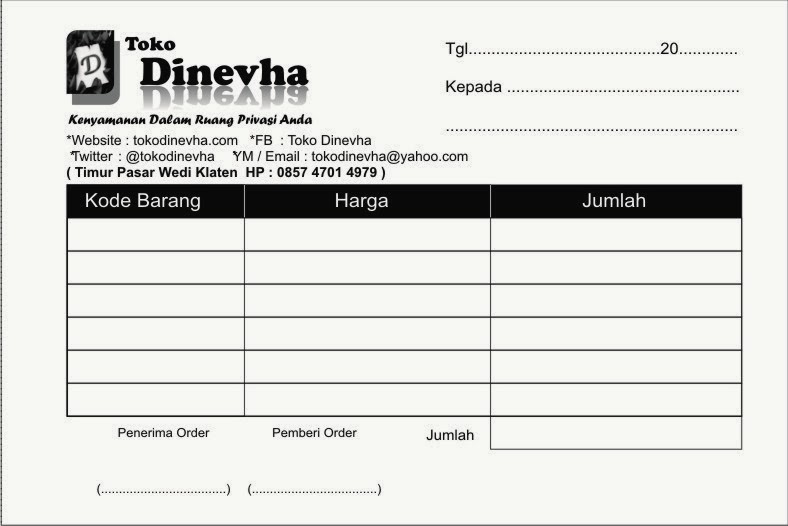 Toko
Dinevha
Kenyamanan Dalam Ruang Privasi Anda
*Website : tokodinevha.com *FB : Toko Dinevha
*Twitter : @tokodinevha *YM / Email : tokodinevha@yahoo.com
( Timur Pasar Wedi Klaten HP : 0857 4701 4979 )
Tgl..........................................20.............
Kepada ...................................................
................................................................
Kode Barang Harga Jumlah
Penerima Order Pemberi Order Jumlah
(...................................) (...................................)
D